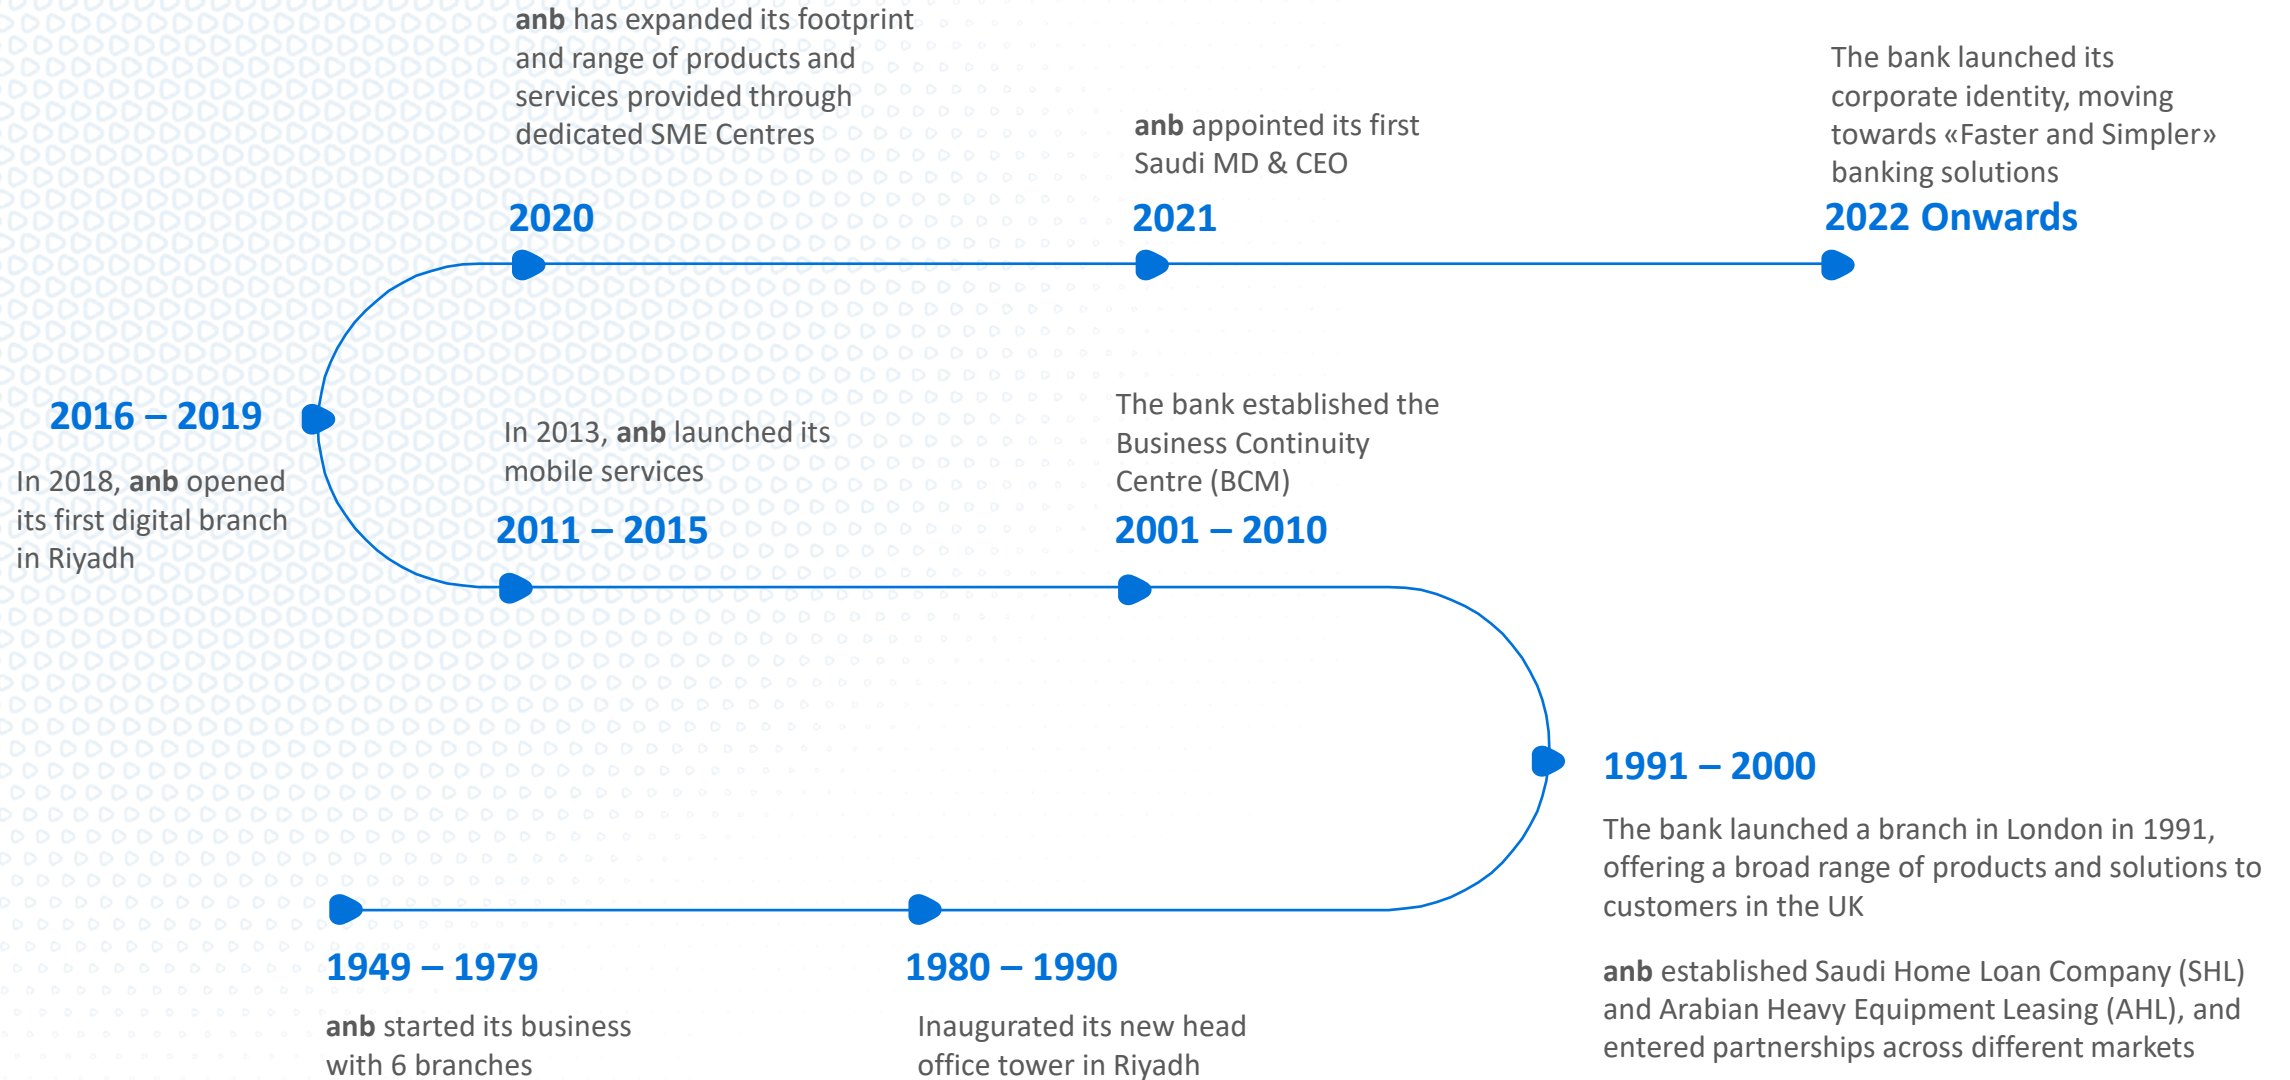 anb has expanded its footprint
and range of products and
services provided through
dedicated SME Centres
2020
anb appointed its first
Saudi MD & CEO
2021
The bank launched its
corporate identity, moving
towards «Faster and Simpler»
banking solutions
2022 Onwards
2016 – 2019
In 2018, anb opened
its first digital branch
in Riyadh
In 2013, anb launched its
mobile services
2011 – 2015
The bank established the
Business Continuity
Centre (BCM)
2001 – 2010
1991 – 2000
The bank launched a branch in London in 1991,
offering a broad range of products and solutions to
customers in the UK
anb established Saudi Home Loan Company (SHL)
and Arabian Heavy Equipment Leasing (AHL), and
entered partnerships across different markets
1949 – 1979
anb started its business
with 6 branches
1980 – 1990
Inaugurated its new head
office tower in Riyadh